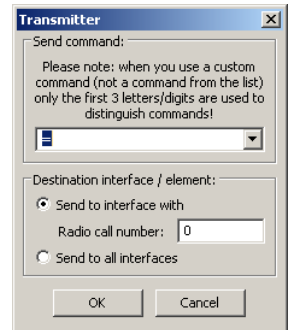 Transmitter
Send command:
Please note: when you use a custom
command (not a command from the list)
only the first 3 letters/digits are used to
distinguish commands!
=
Destination interface / element:
Send to interface with
Radio call number: 0
Send to all interfaces
OK Cancel